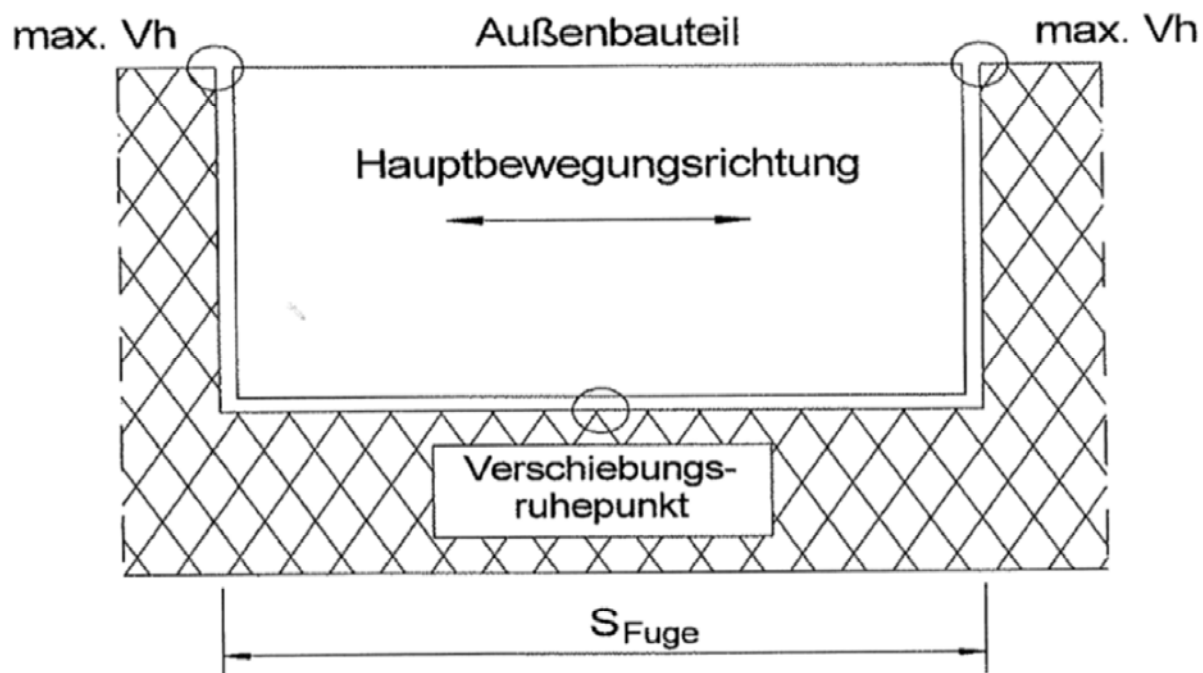 max. Vh
Außenbauteil
max. Vh
Hauptbewegungsrichtung
Verschiebungs-
ruhepunkt
SFuge